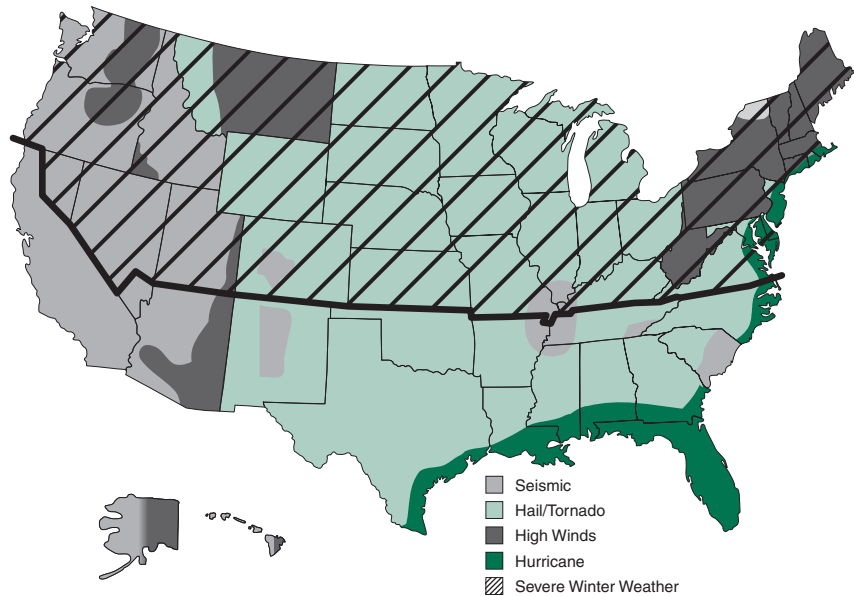 Seismic
Hail/Tornado
High Winds
Hurricane
Severe Winter Weather